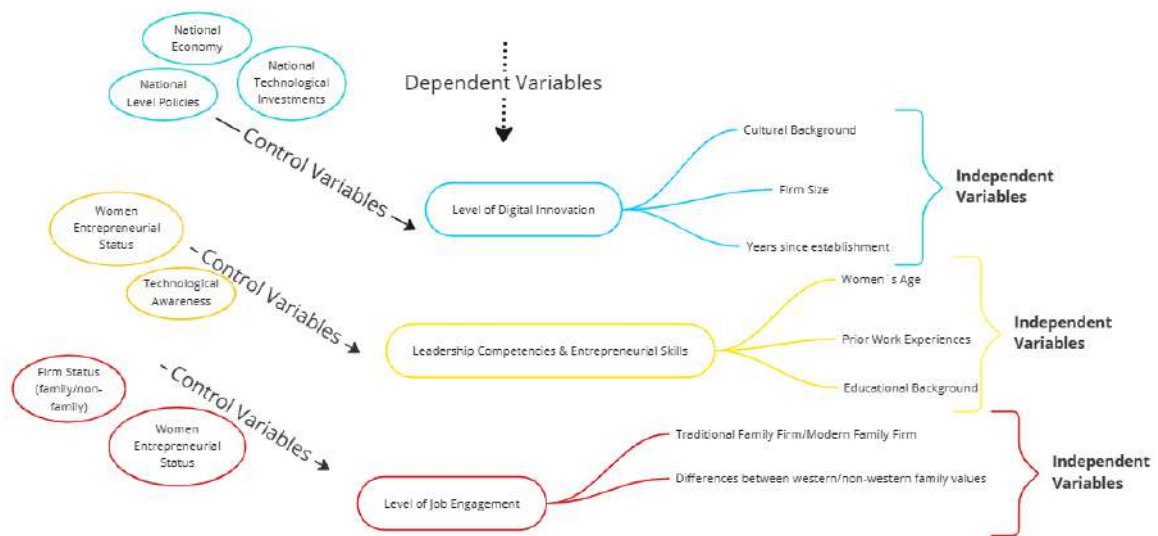 National
Economy
National
Technological
Investments
National
Level Policies
Dependent Variables
Control Variables
Cultural Background
Level of Digital Innovation
Firm Size
Years since establishment
Independent
Variables
Women
Entrepreneurial
Status
Technological
Awareness
Control Variables
Women´s Age
Leadership Competencies & Entrepreneurial Skills
Prior Work Experiences
Educational Background
Independent
Variables
Firm Status
(family/non-
family)
Women
Entrepreneurial
Status
Control Variables
Traditional Family Firm/Modern Family Firm
Level of Job Engagement
Differences between western/non-western family values
Independent
Variables